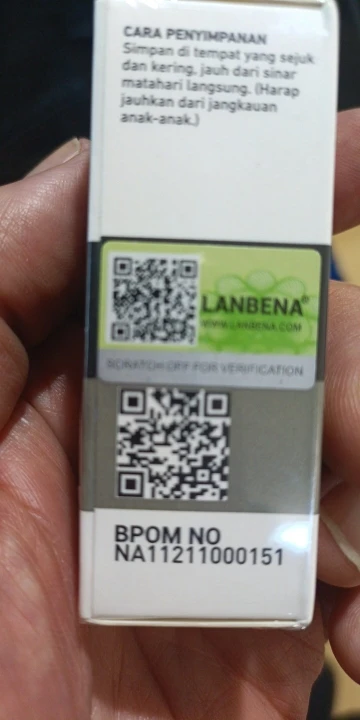 CARA PENYIMPANAN
Simpan di tempat yang sejuk
dan kering, jauh dari sinar
matahari langsung. (Harap
jauhkan dari jangkauan
anak-anak.)
LANBENA®
WWW.LANBENA.COM
SCRATCH OFF FOR VERIFICATION
BPOM NO
NA11211000151